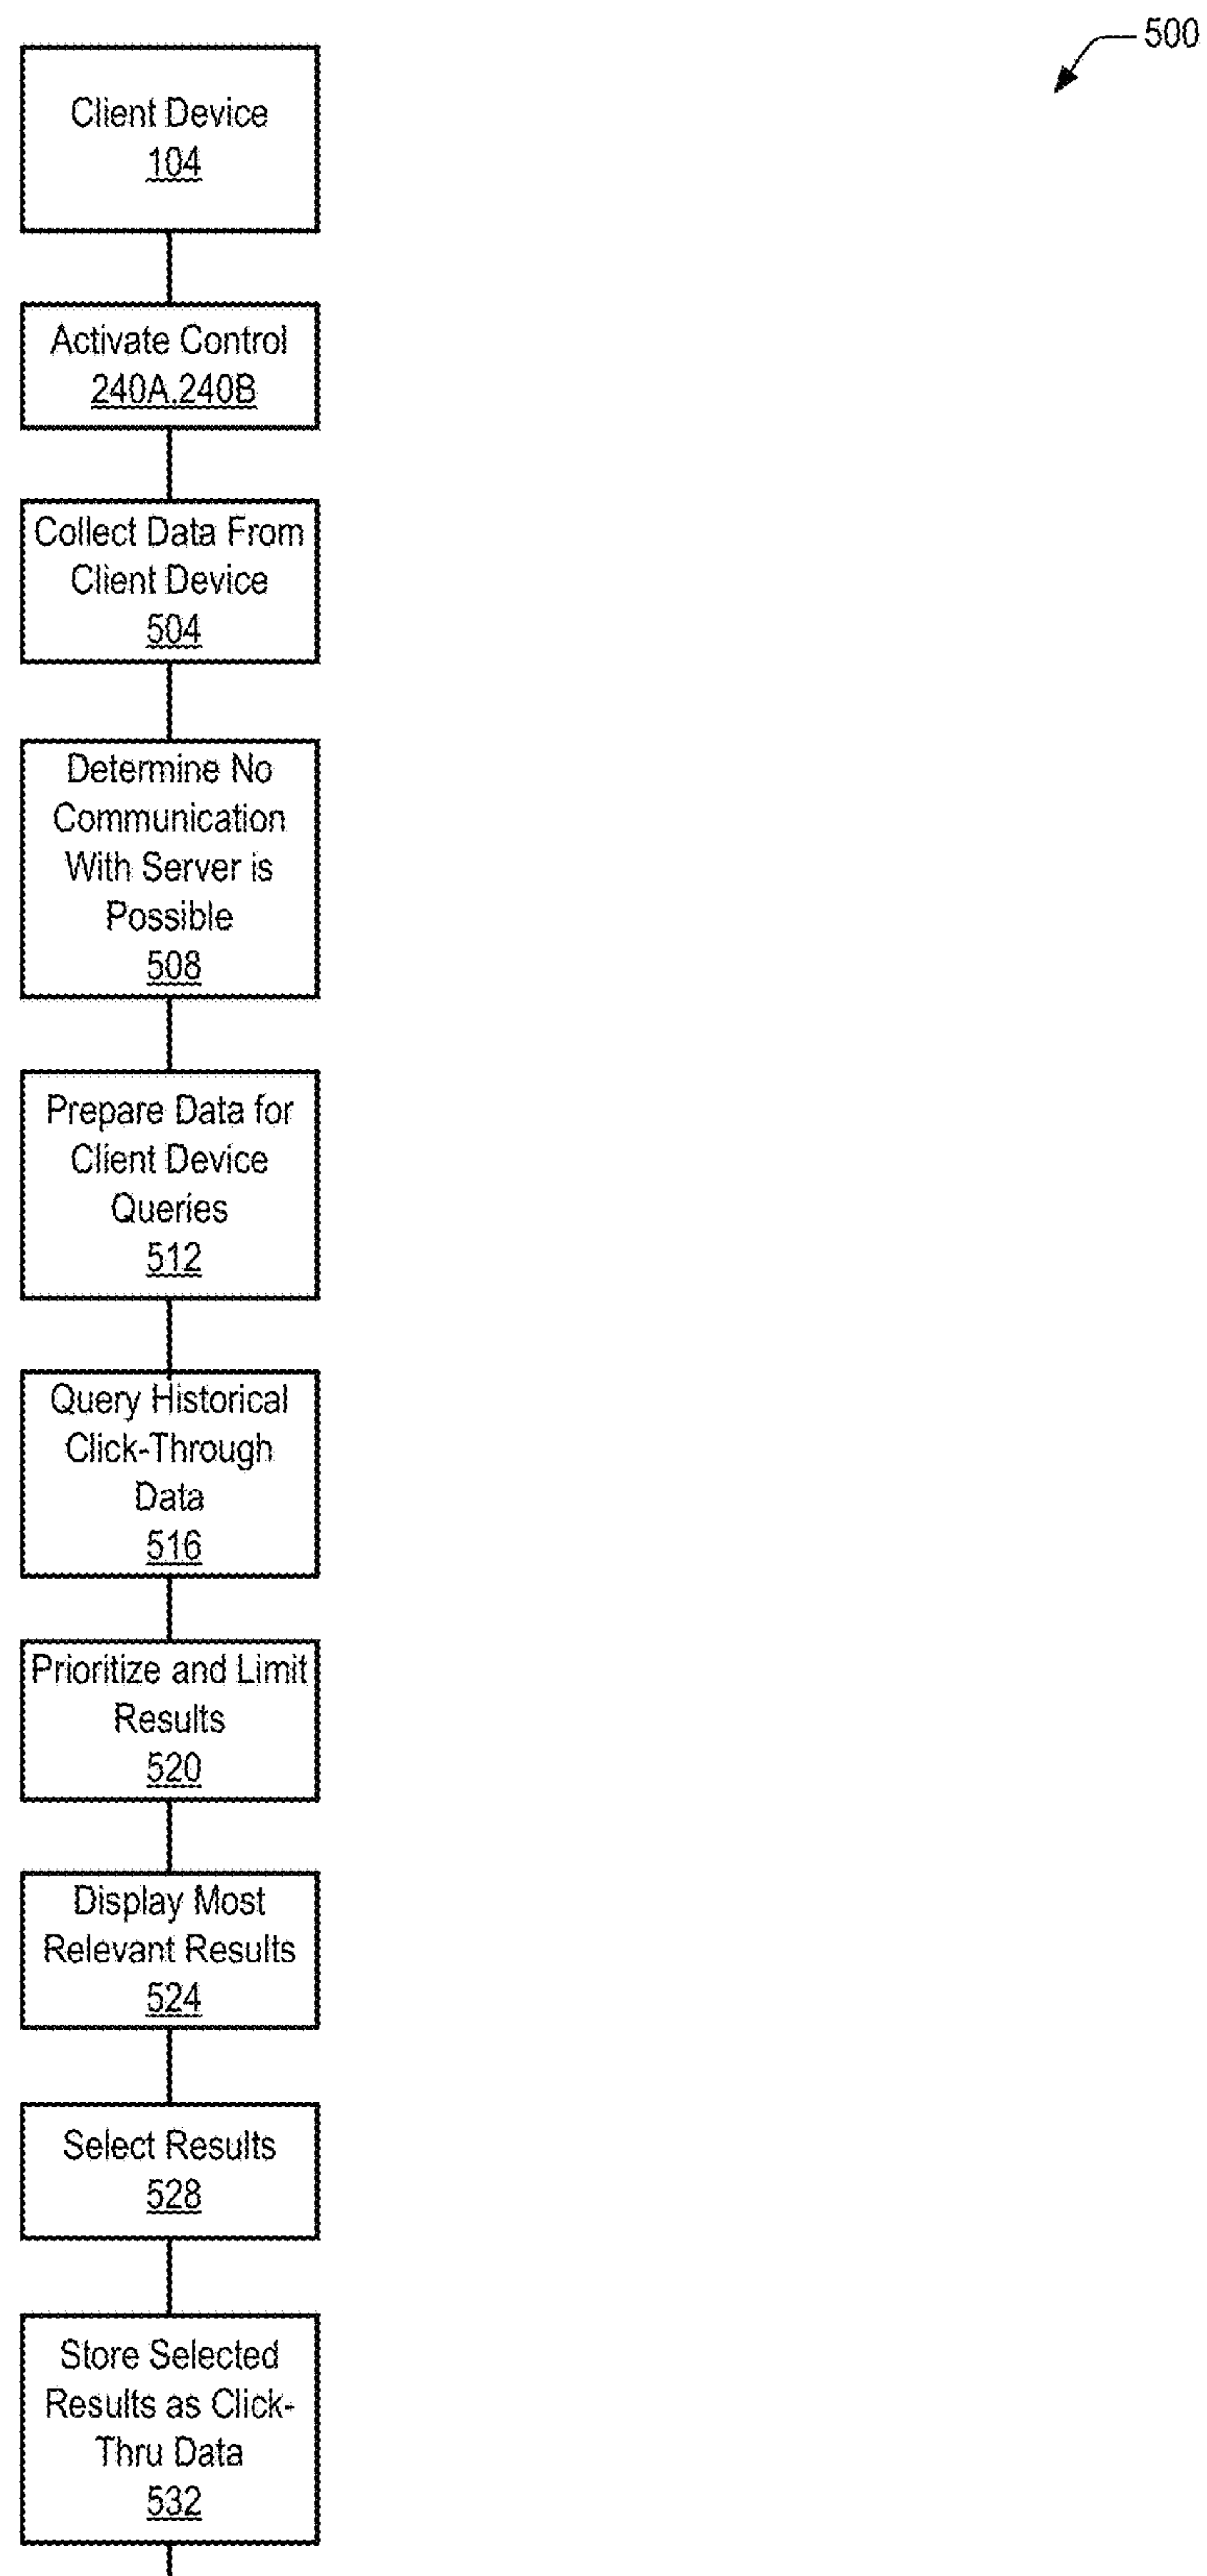 500
Client Device
104
Activate Control
240A,240B
Collect Data From
Client Device
504
Determine No
Communication
With Server is
Possible
508
Prepare Data for
Client Device
Queries
512
Query Historical
Click-Through
Data
516
Prioritize and Limit
Results
520
Display Most
Relevant Results
524
Select Results
528
Store Selected
Results as Click-
Thru Data
532